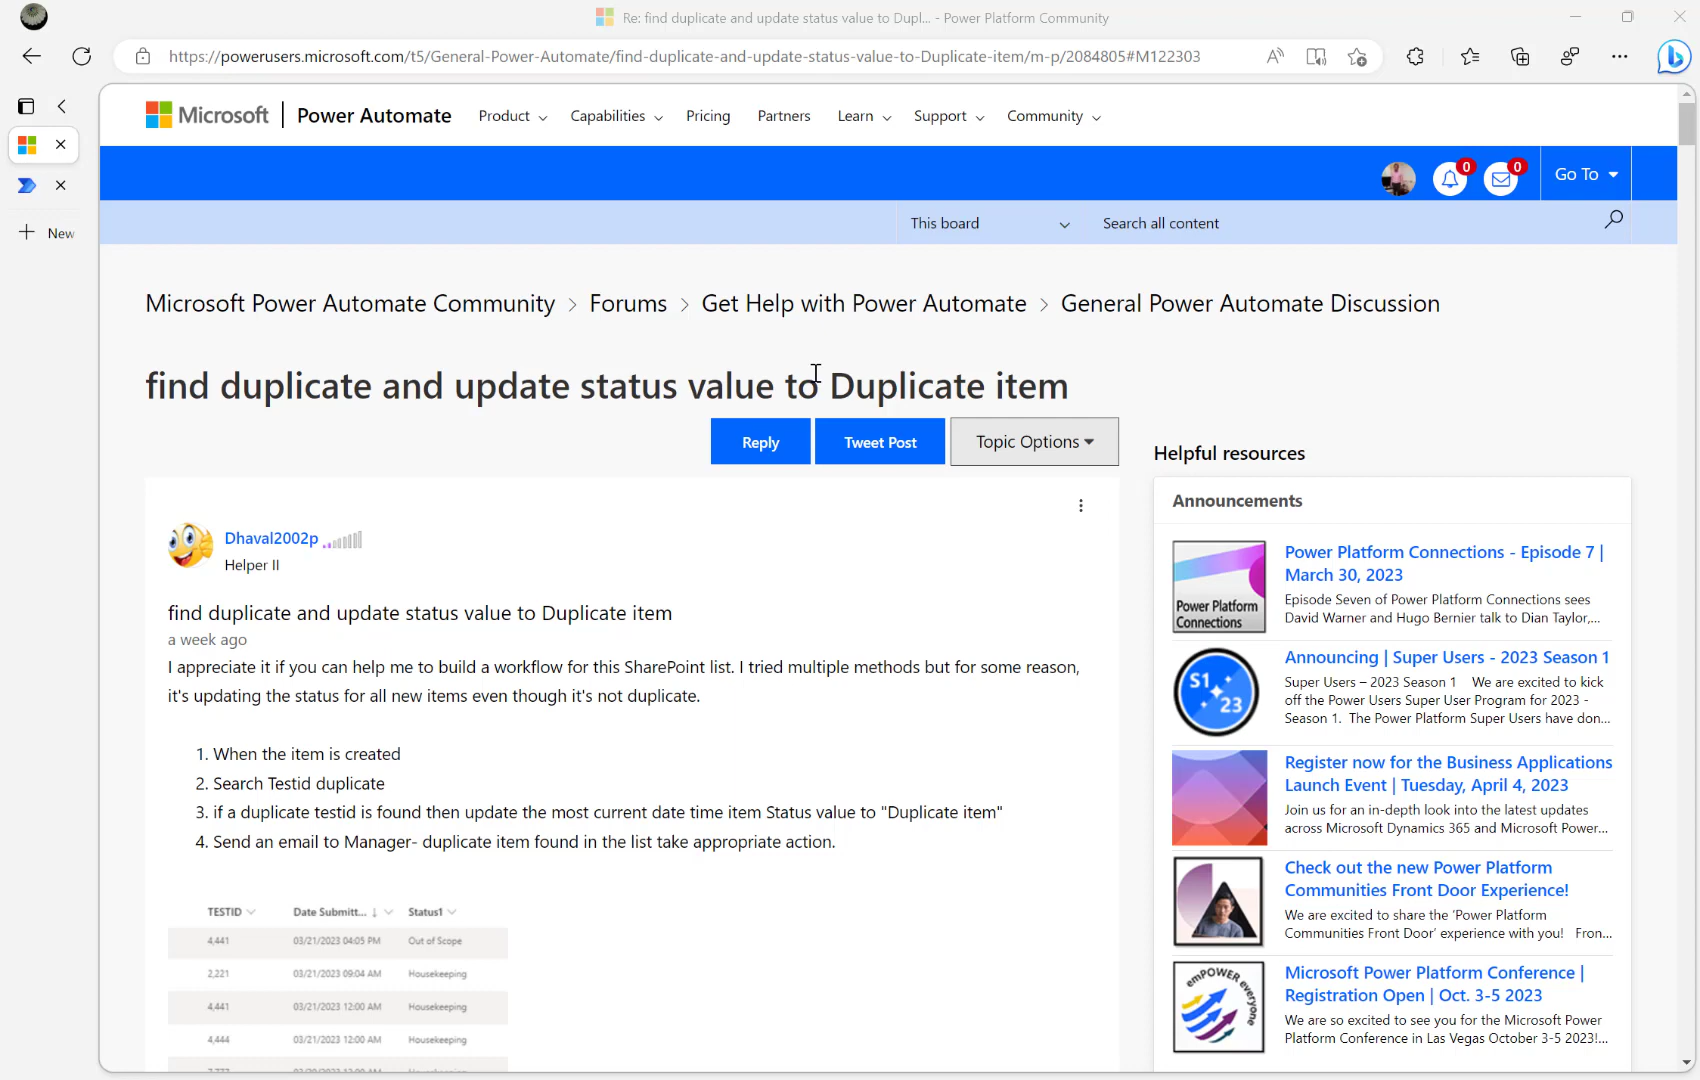 Re: find duplicate and update status value to Dupl... - Power Platform Community
https://powerusers.microsoft.com/t5/General-Power-Automate/find-duplicate-and-update-status-value-to-Duplicate-item/m-p/2084805#M122303
New
Microsoft Power Automate Product Capabilities Pricing Partners Learn Support Community
0 0 Go To
This board Search all content
Microsoft Power Automate Community > Forums > Get Help with Power Automate > General Power Automate Discussion
find duplicate and update status value to Duplicate item
Reply Tweet Post Topic Options
Dhaval2002p
Helper II
find duplicate and update status value to Duplicate item
a week ago
I appreciate it if you can help me to build a workflow for this SharePoint list. I tried multiple methods but for some reason,
it's updating the status for all new items even though it's not duplicate.
1. When the item is created
2. Search Testid duplicate
3. if a duplicate testid is found then update the most current date time item Status value to "Duplicate item"
4. Send an email to Manager- duplicate item found in the list take appropriate action.
TESTID Date Submitt... Status1
4,441 03/21/2023 04:05 PM Out of Scope
2,221 03/21/2023 09:04 AM Housekeeping
4,441 03/21/2023 12:00 AM Housekeeping
4,444 03/21/2023 12:00 AM Housekeeping
Helpful resources
Announcements
Power Platform
Connections
Power Platform Connections - Episode 7 |
March 30, 2023
Episode Seven of Power Platform Connections sees
David Warner and Hugo Bernier talk to Dian Taylor,...
S1
23
Announcing | Super Users - 2023 Season 1
Super Users – 2023 Season 1 We are excited to kick
off the Power Users Super User Program for 2023 -
Season 1. The Power Platform Super Users have don...
Register now for the Business Applications
Launch Event | Tuesday, April 4, 2023
Join us for an in-depth look into the latest updates
across Microsoft Dynamics 365 and Microsoft Power...
Check out the new Power Platform
Communities Front Door Experience!
We are excited to share the 'Power Platform
Communities Front Door' experience with you! Fron...
emPOWER everyone
Microsoft Power Platform Conference |
Registration Open | Oct. 3-5 2023
We are so excited to see you for the Microsoft Power
Platform Conference in Las Vegas October 3-5 2023!...